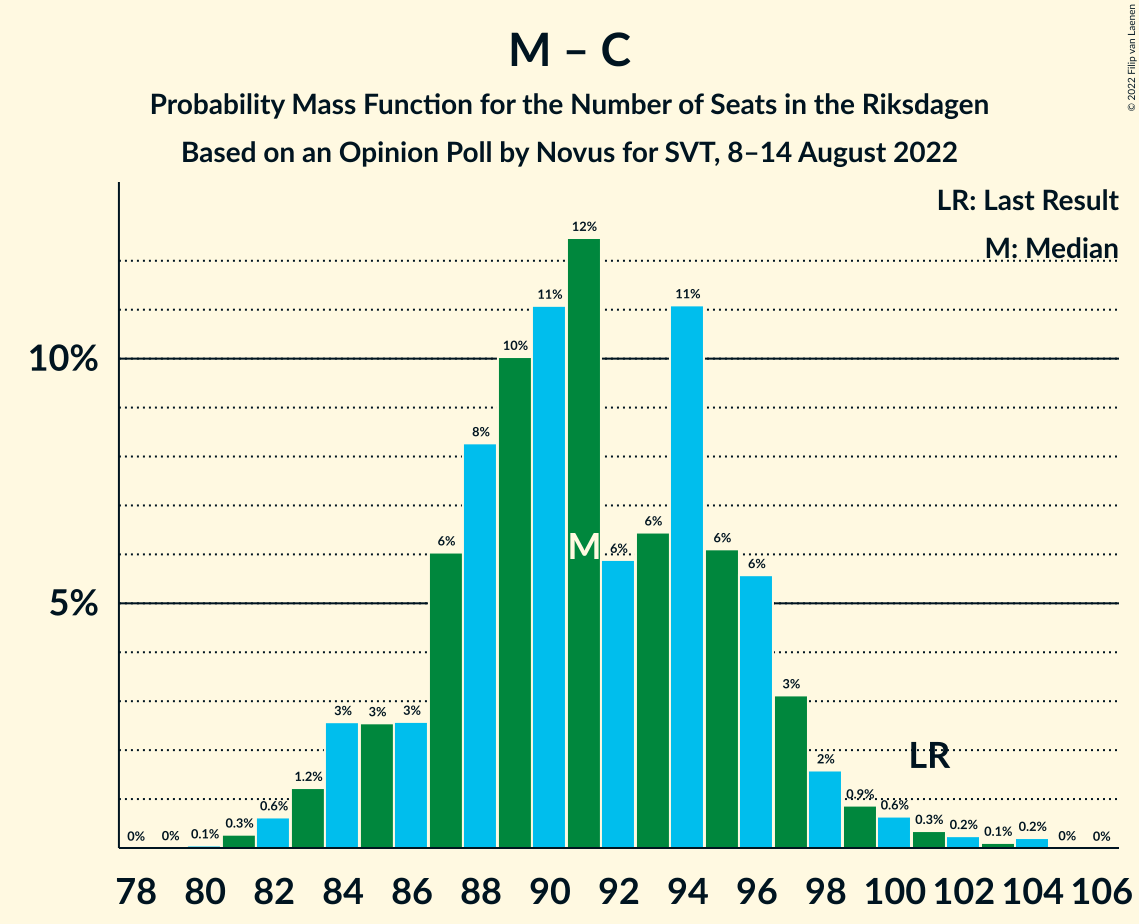 M – C
Probability Mass Function for the Number of Seats in the Riksdagen
Based on an Opinion Poll by Novus for SVT, 8–14 August 2022
© 2022 Filip van Laenen
LR: Last Result
M: Median
10%
5%
0% 0% 0.1% 0.3% 0.6% 1.2% 3% 3% 3% 6% 8% 10% 11% 12% 6% 6% 11% 6% 6% 3% 2% 0.9% 0.6% 0.3% 0.2% 0.1% 0.2% 0% 0%
M
LR
78 80 82 84 86 88 90 92 94 96 98 100 102 104 106